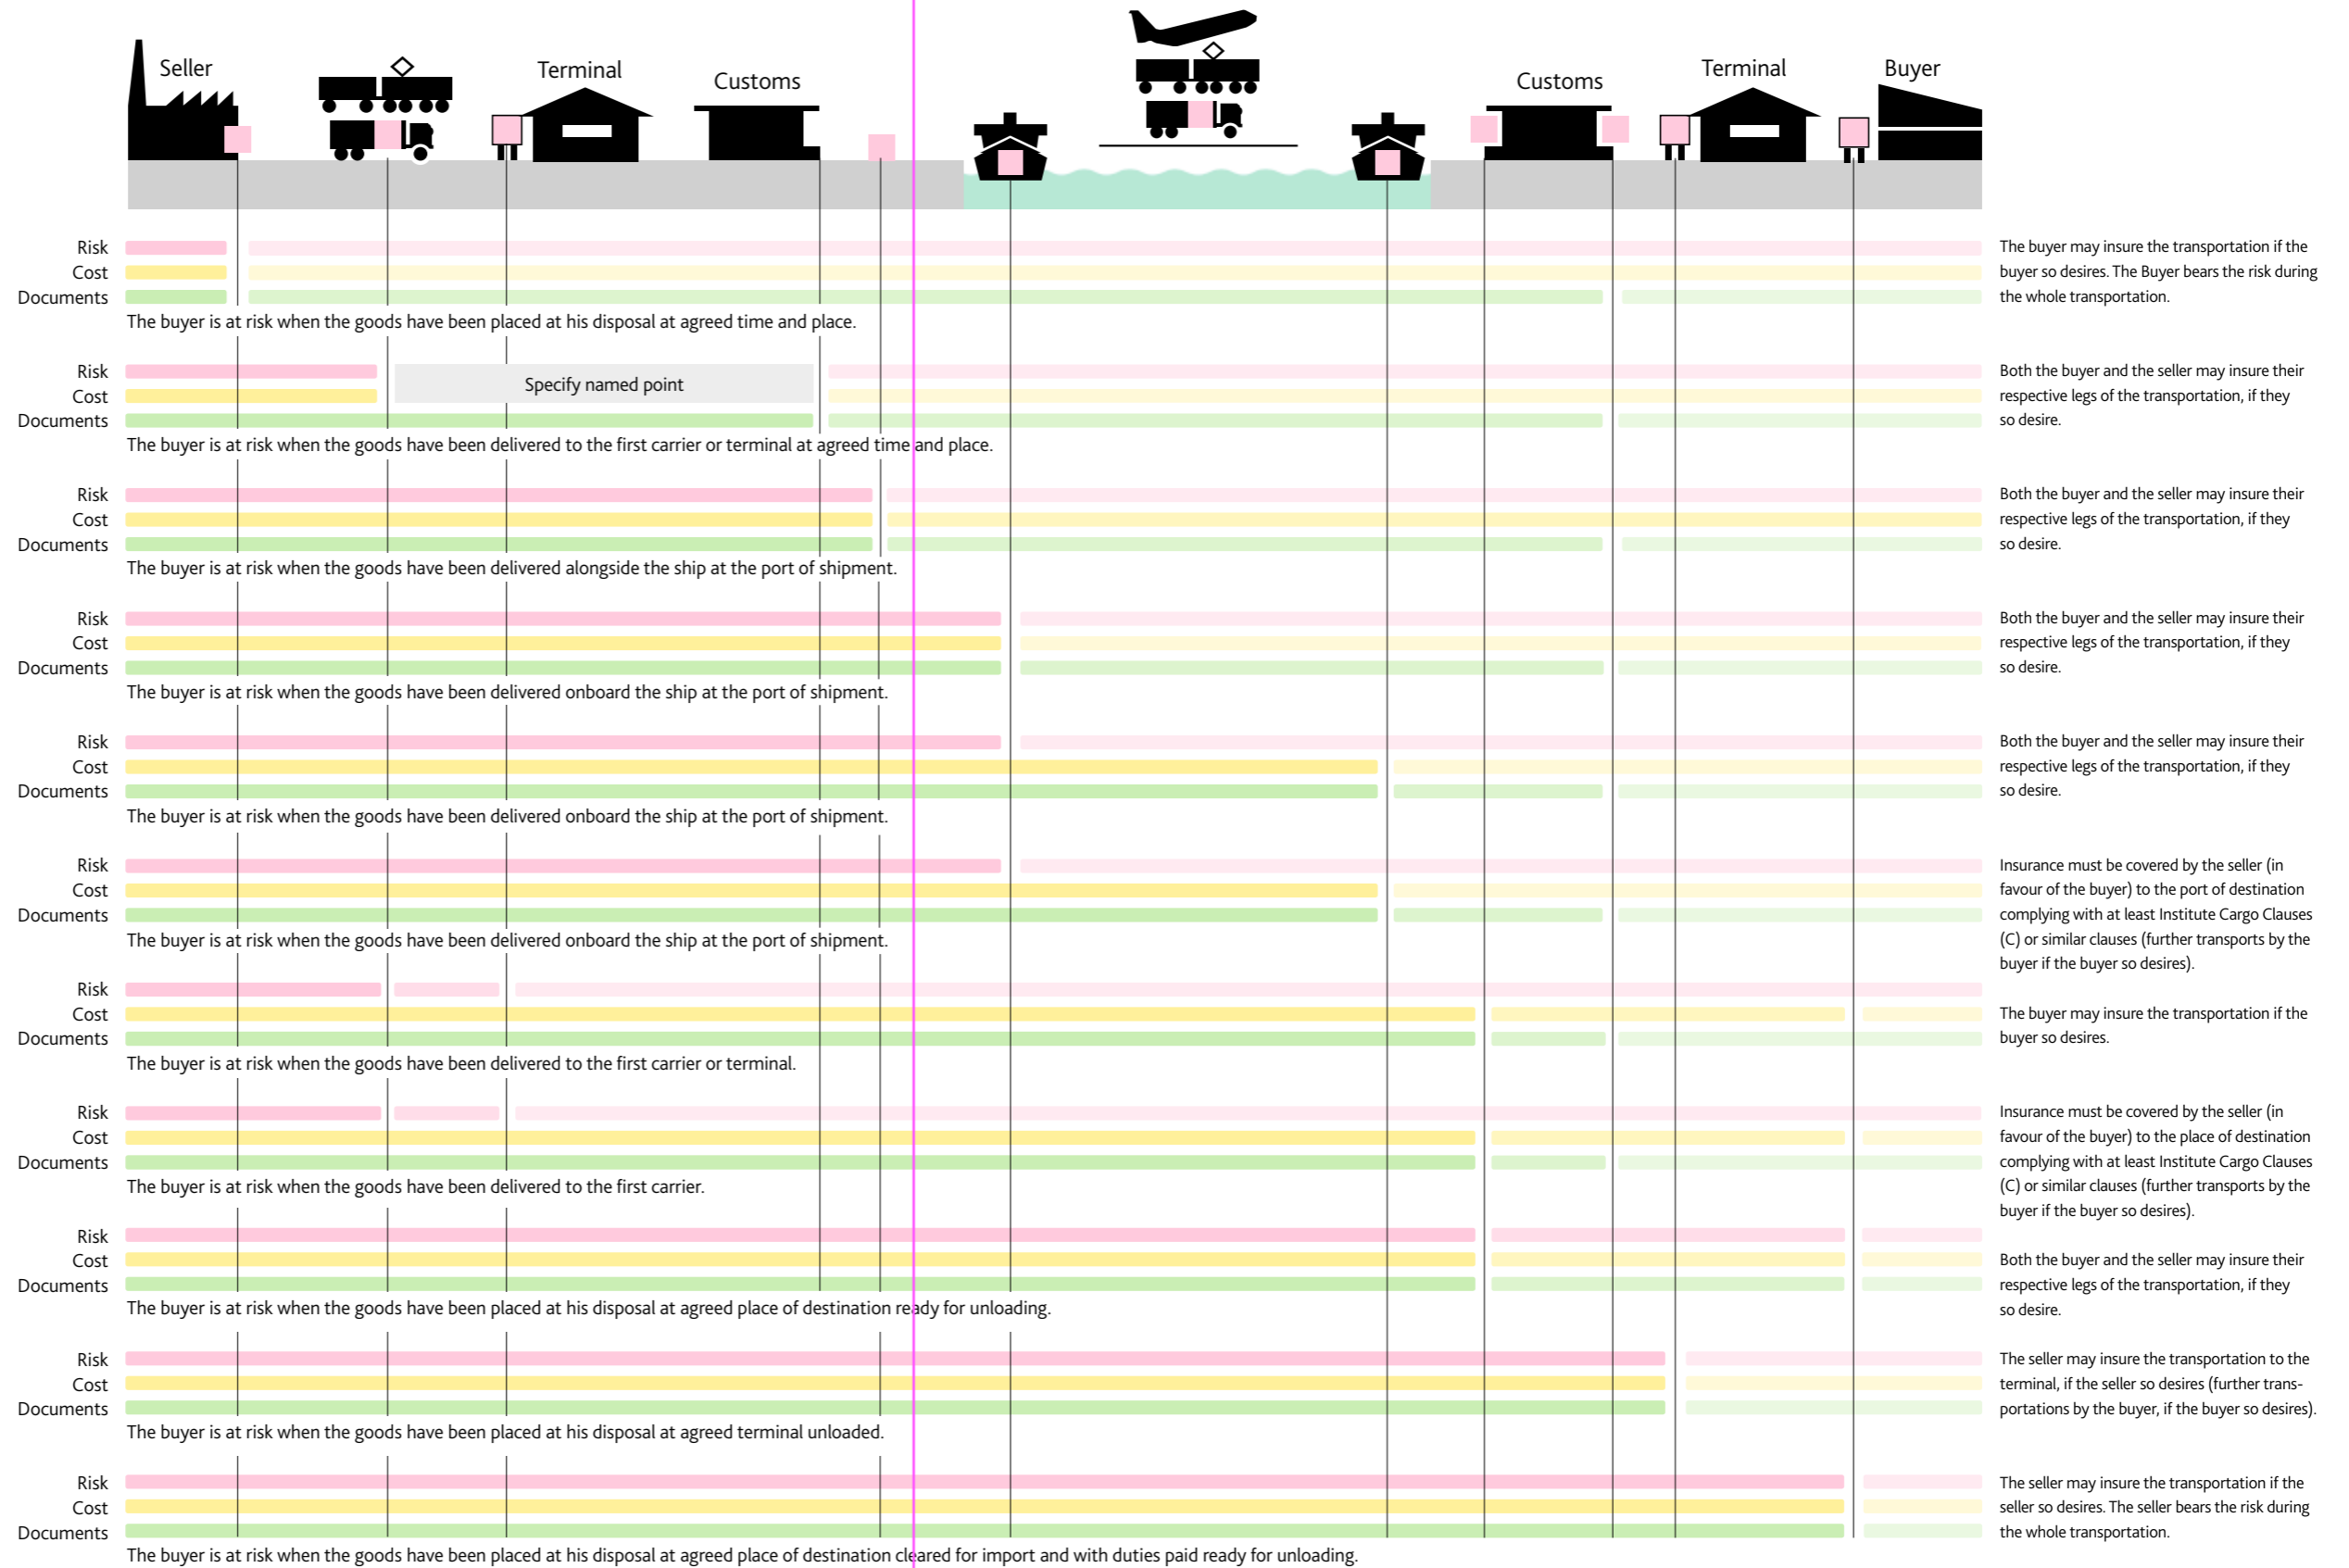 Seller
Terminal
Customs
Customs
Terminal
Buyer
Risk
Cost
Documents
The buyer is at risk when the goods have been placed at his disposal at agreed time and place.
The buyer may insure the transportation if the
buyer so desires. The Buyer bears the risk during
the whole transportation.
Risk
Cost
Documents
Specify named point
The buyer is at risk when the goods have been delivered to the first carrier or terminal at agreed time and place.
Both the buyer and the seller may insure their
respective legs of the transportation, if they
so desire.
Risk
Cost
Documents
The buyer is at risk when the goods have been delivered alongside the ship at the port of shipment.
Both the buyer and the seller may insure their
respective legs of the transportation, if they
so desire.
Risk
Cost
Documents
The buyer is at risk when the goods have been delivered onboard the ship at the port of shipment.
Both the buyer and the seller may insure their
respective legs of the transportation, if they
so desire.
Risk
Cost
Documents
The buyer is at risk when the goods have been delivered onboard the ship at the port of shipment.
Both the buyer and the seller may insure their
respective legs of the transportation, if they
so desire.
Risk
Cost
Documents
The buyer is at risk when the goods have been delivered onboard the ship at the port of shipment.
Insurance must be covered by the seller (in
favour of the buyer) to the port of destination
complying with at least Institute Cargo Clauses
(C) or similar clauses (further transports by the
buyer if the buyer so desires).
Risk
Cost
Documents
The buyer is at risk when the goods have been delivered to the first carrier or terminal.
The buyer may insure the transportation if the
buyer so desires.
Risk
Cost
Documents
The buyer is at risk when the goods have been delivered to the first carrier.
Insurance must be covered by the seller (in
favour of the buyer) to the place of destination
complying with at least Institute Cargo Clauses
(C) or similar clauses (further transports by the
buyer if the buyer so desires).
Risk
Cost
Documents
The buyer is at risk when the goods have been placed at his disposal at agreed place of destination ready for unloading.
Both the buyer and the seller may insure their
respective legs of the transportation, if they
so desire.
Risk
Cost
Documents
The buyer is at risk when the goods have been placed at his disposal at agreed terminal unloaded.
The seller may insure the transportation to the
terminal, if the seller so desires (further trans-
portations by the buyer, if the buyer so desires).
Risk
Cost
Documents
The buyer is at risk when the goods have been placed at his disposal at agreed place of destination cleared for import and with duties paid ready for unloading.
The seller may insure the transportation if the
seller so desires. The seller bears the risk during
the whole transportation.